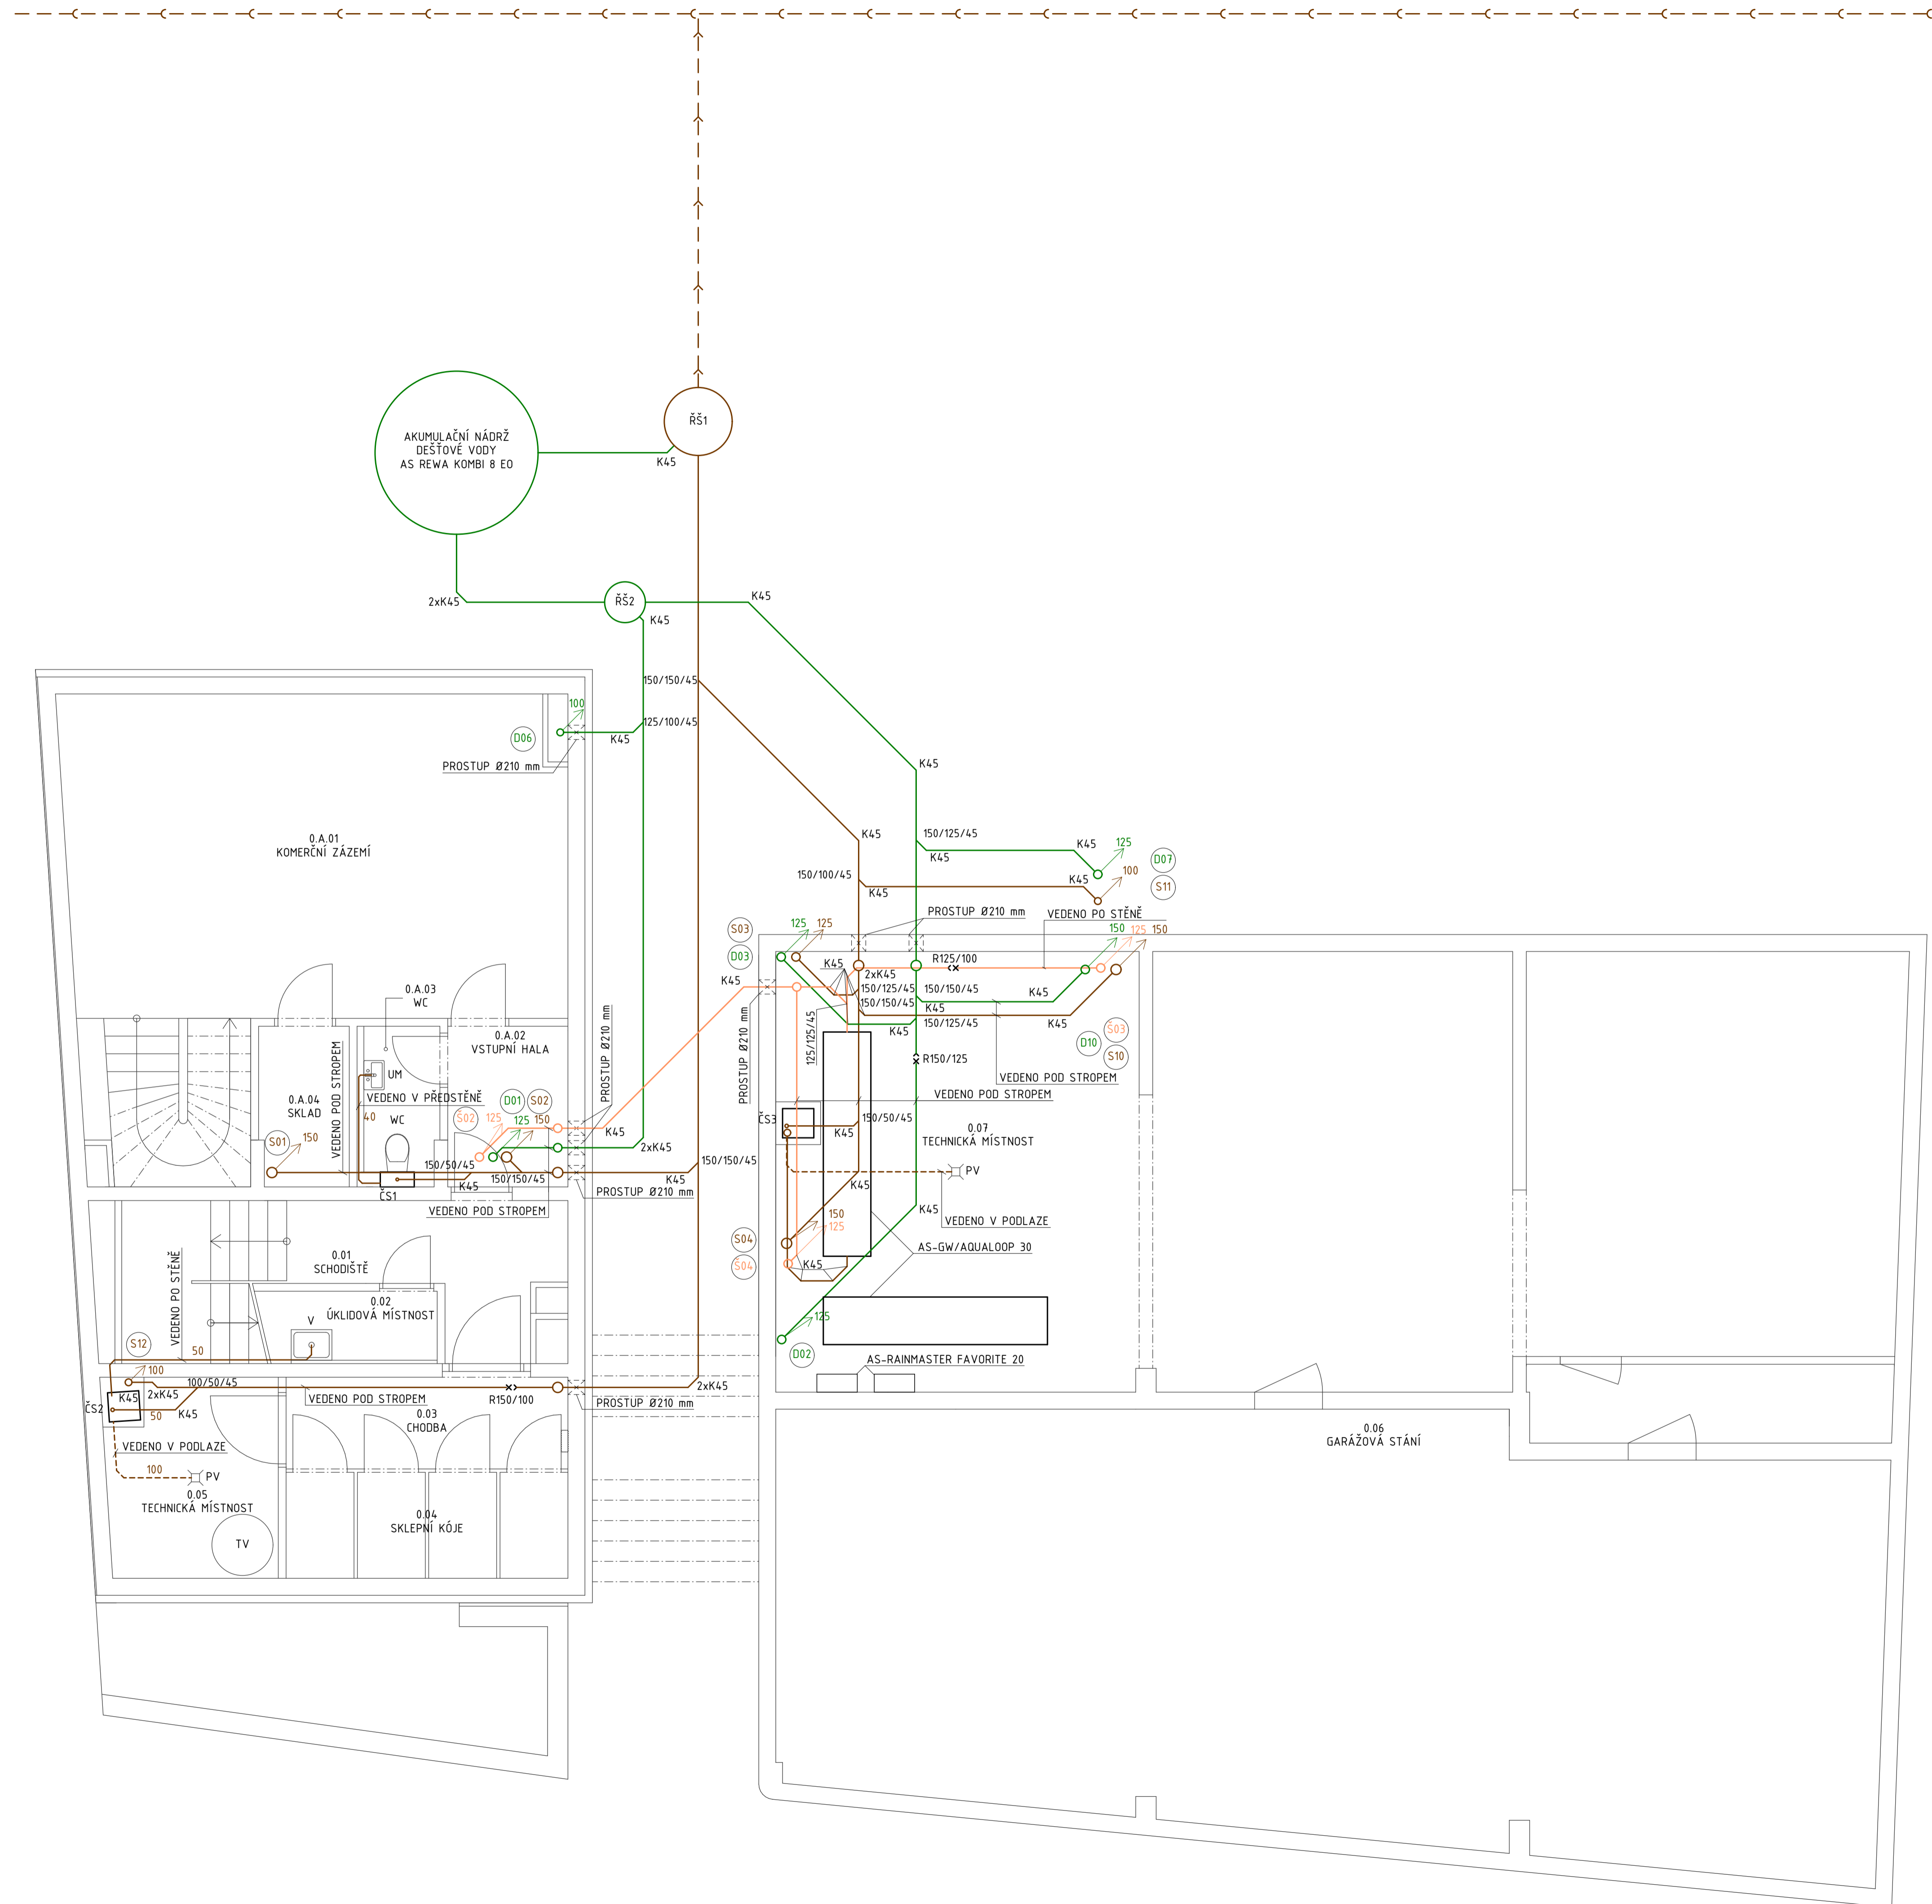 ŘŠ1
AKUMULAČNÍ NÁDRŽ
DEŠŤOVÉ VODY
AS REWA KOMBI 8 EO
K45
2xK45
ŘŠ2
K45
K45
150/150/45
100
125/100/45
D06
K45
PROSTUP Ø210 mm
K45
0.A.01
KOMERČNÍ ZÁZEMÍ
K45
150/125/45
K45
K45
125
D07
150/100/45
K45
K45
100
S11
PROSTUP Ø210 mm
VEDENO PO STĚNĚ
S03
125
125
D03
150
125
150
K45
R125/100
2xK45
K45
150/125/45
150/150/45
K45
150/150/45
K45
K45
150/125/45
K45
K45
125/125/45
PROSTUP Ø210 mm
Š03
D10
S10
R150/125
VEDENO POD STROPEM
VEDENO POD STROPEM
0.A.03
WC
0.A.02
VSTUPNÍ HALA
PROSTUP Ø210 mm
VEDENO POD STROPEM
UM
0.A.04
SKLAD
VEDENO V PŘEDSTĚNĚ
40
WC
D01
S02
Š02
125
125
150
K45
2xK45
S01
150
150/50/45
K45
150/150/45
ČS1
150/150/45
K45
PROSTUP Ø210 mm
VEDENO POD STROPEM
ČS3
150/50/45
K45
0.07
TECHNICKÁ MÍSTNOST
PV
K45
K45
VEDENO V PODLAZE
150
125
S04
Š04
K45
AS-GW/AQUALOOP 30
125
D02
AS-RAINMASTER FAVORITE 20
0.01
SCHODIŠTĚ
VEDENO PO STĚNĚ
0.02
ÚKLIDOVÁ MÍSTNOST
V
S12
50
100
100/50/45
2xK45
K45
ČS2
50
K45
VEDENO POD STROPEM
R150/100
2xK45
PROSTUP Ø210 mm
0.03
CHODBA
VEDENO V PODLAZE
100
PV
0.05
TECHNICKÁ MÍSTNOST
0.04
SKLEPNÍ KÓJE
TV
0.06
GARÁŽOVÁ STÁNÍ